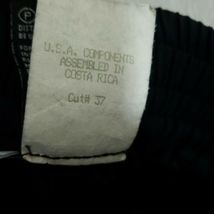 P
U.S.A. COMPONENTS
ASSEMBLED IN
COSTA RICA
Cut# 37